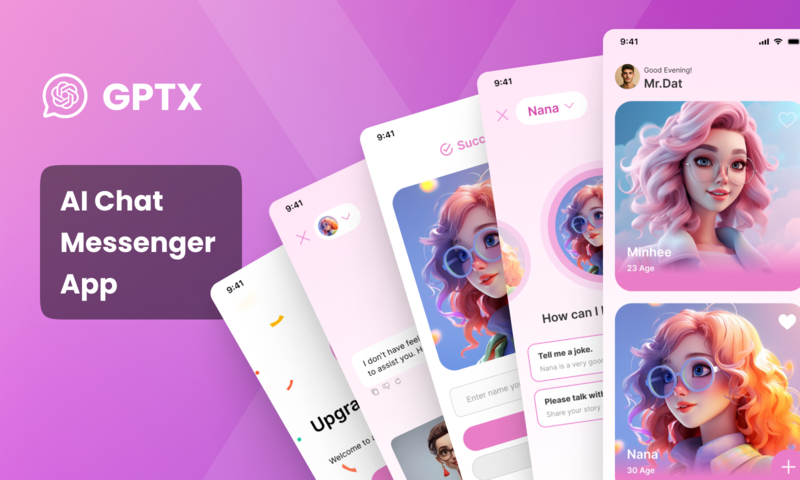 GPTX
AI Chat
Messenger
App
9:41
Upgra
Welcome to a
9:41
I don't have feel
to assist you. H
9:41
Succ
Enter name yo
9:41
Nana
How can I
Tell me a joke.
Nana is a very good
Please talk with
Share your story
9:41
Good Evening!
Mr.Dat
Minhee
23 Age
Nana
30 Age